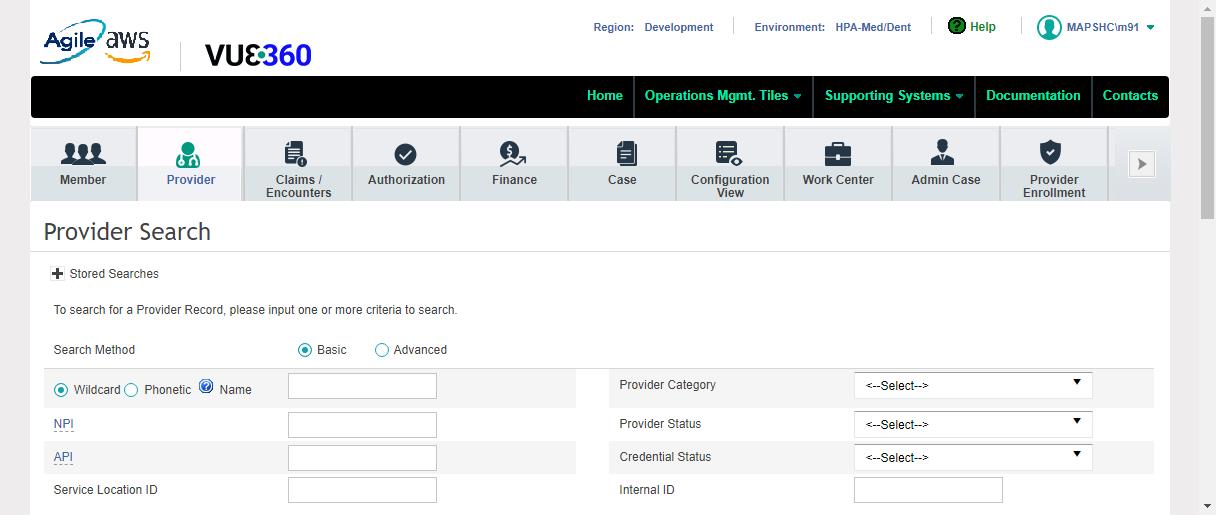 Agile aws
VUE360
Region: Development Environment: HPA-Med/Dent ? Help MAPSHC\m91
Home Operations Mgmt. Tiles Supporting Systems Documentation Contacts
Member Provider Claims / Encounters Authorization Finance Case Configuration View Work Center Admin Case Provider Enrollment
Provider Search
Stored Searches
To search for a Provider Record, please input one or more criteria to search.
Search Method Basic Advanced
Wildcard Phonetic ? Name Provider Category <--Select-->
NPI Provider Status <--Select-->
API Credential Status <--Select-->
Service Location ID Internal ID